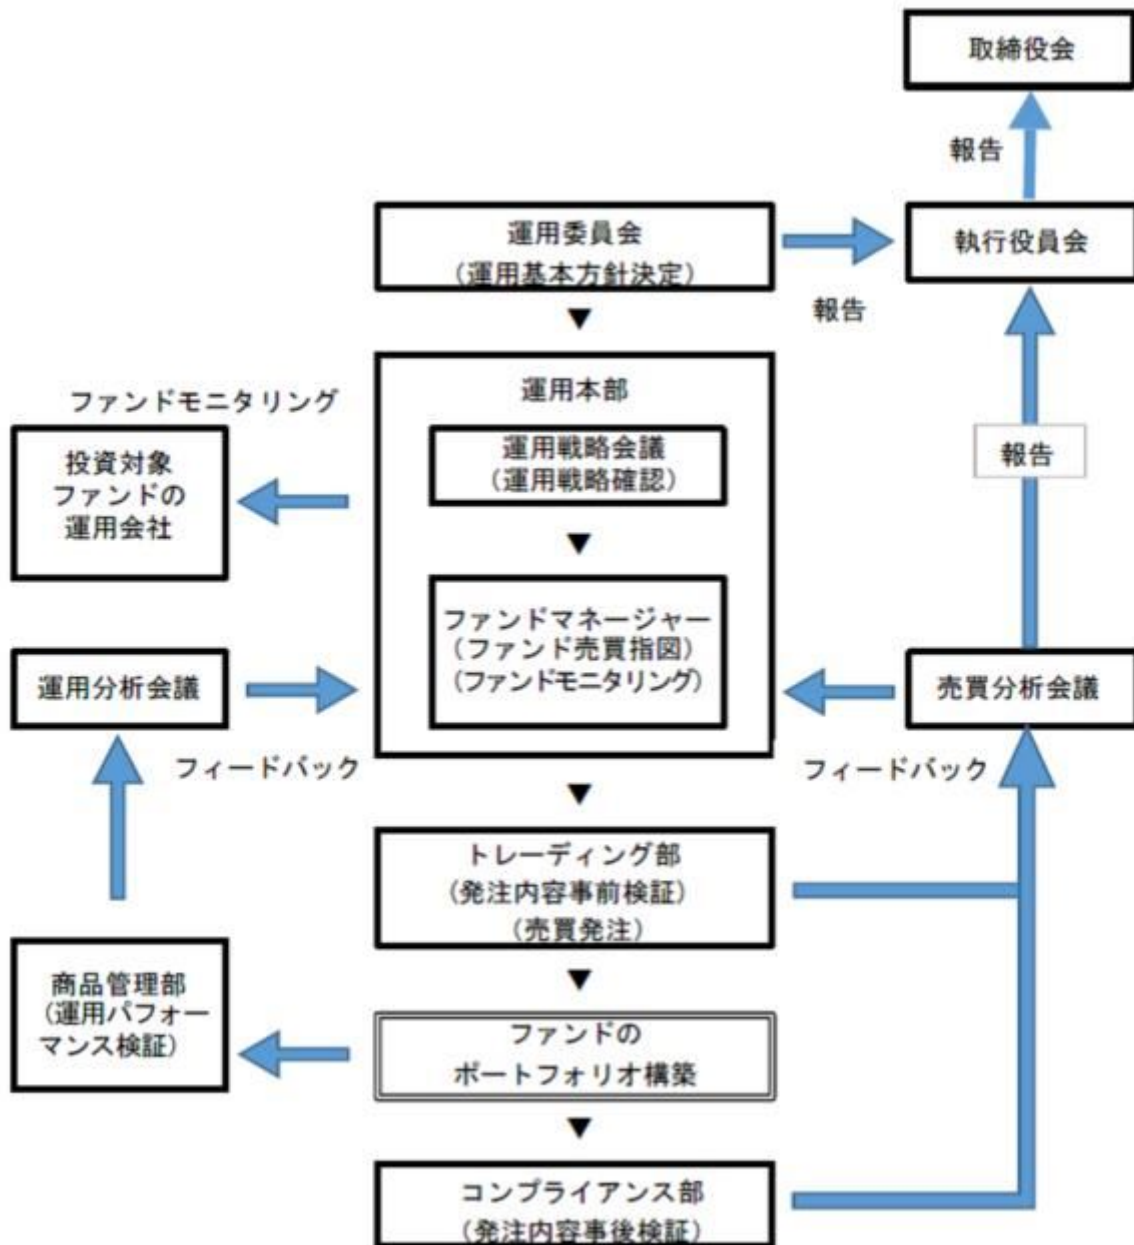 取締役会
報告
運用委員会
（運用基本方針決定）
執行役員会
報告
▼
運用本部
ファンドモニタリング
運用戦略会議
（運用戦略確認）
投資対象
ファンドの
運用会社
報告
▼
ファンドマネージャー
（ファンド売買指図）
（ファンドモニタリング）
運用分析会議
売買分析会議
フィードバック
フィードバック
▼
トレーディング部
（発注内容事前検証）
（売買発注）
▼
商品管理部
（運用パフォー
マンス検証）
ファンドの
ポートフォリオ構築
▼
コンプライアンス部
（発注内容事後検証）